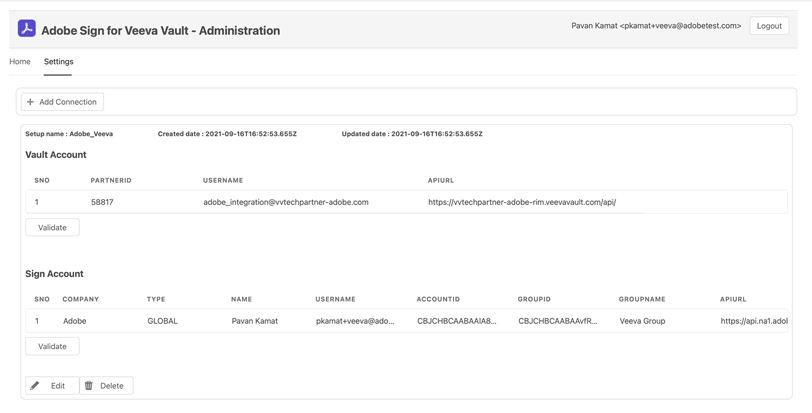 Adobe Sign for Veeva Vault - Administration
Pavan Kamat <pkamat+veeva@adobetest.com>
Logout
Home Settings
Add Connection
Setup name : Adobe_Veeva Created date : 2021-09-16T16:52:53.655Z Updated date : 2021-09-16T16:52:53.655Z
Vault Account
SNO PARTNERID USERNAME APIURL
1 58817 adobe_integration@vvtechpartner-adobe.com https://vvtechpartner-adobe-rim.veevavault.com/api/
Validate
Sign Account
SNO COMPANY TYPE NAME USERNAME ACCOUNTID GROUPID GROUPNAME APIURL
1 Adobe GLOBAL Pavan Kamat pkamat+veeva@ado... CBJCHBCAABAAIA8... CBJCHBCAABAAvfR... Veeva Group https://api.na1.adol
Validate
Edit Delete